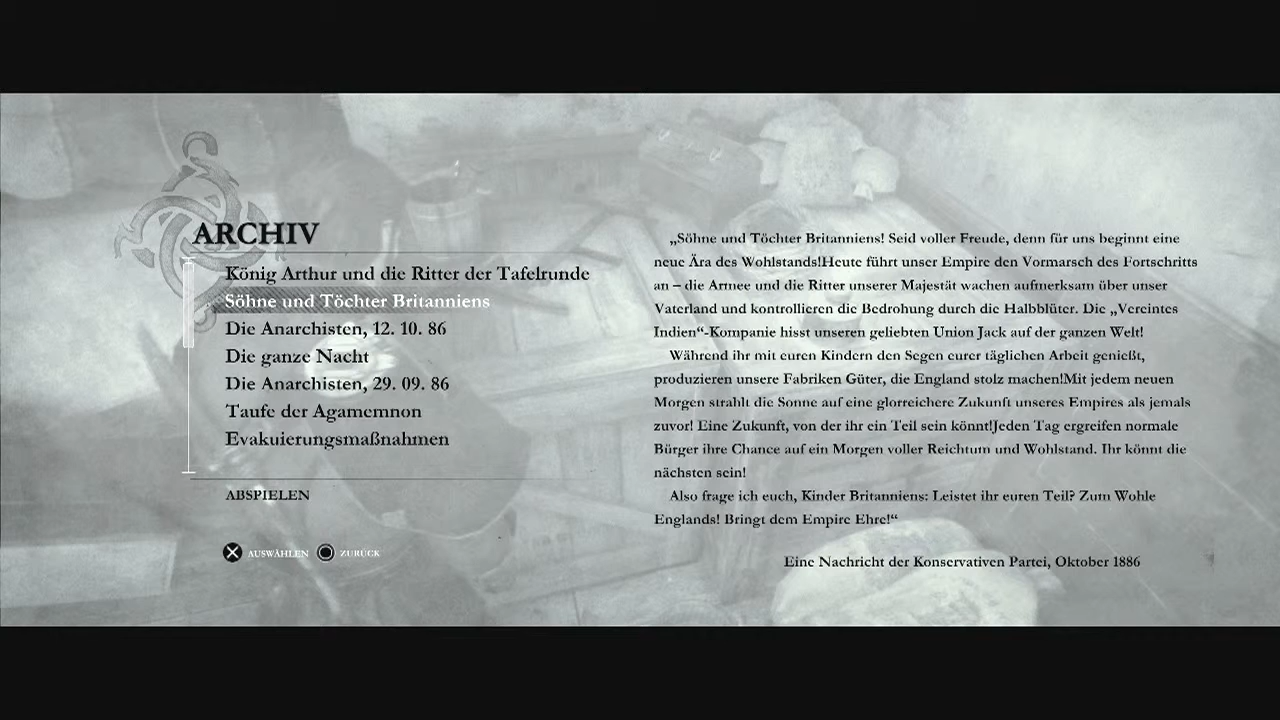 ARCHIV
König Arthur und die Ritter der Tafelrunde
Söhne und Töchter Britanniens
Die Anarchisten, 12. 10. 86
Die ganze Nacht
Die Anarchisten, 29. 09. 86
Taufe der Agamemnon
Evakuierungsmaßnahmen
ABSPIELEN
AUSWÄHLEN ZURÜCK
„Söhne und Töchter Britanniens! Seid voller Freude, denn für uns beginnt eine
neue Ära des Wohlstands!Heute führt unser Empire den Vormarsch des Fortschritts
an – die Armee und die Ritter unserer Majestät wachen aufmerksam über unser
Vaterland und kontrollieren die Bedrohung durch die Halbblüter. Die „Vereintes
Indien“-Kompanie hisst unseren geliebten Union Jack auf der ganzen Welt!
Während ihr mit euren Kindern den Segen eurer täglichen Arbeit genießt,
produzieren unsere Fabriken Güter, die England stolz machen!Mit jedem neuen
Morgen strahlt die Sonne auf eine glorreichere Zukunft unseres Empires als jemals
zuvor! Eine Zukunft, von der ihr ein Teil sein könnt!Jeden Tag ergreifen normale
Bürger ihre Chance auf ein Morgen voller Reichtum und Wohlstand. Ihr könnt die
nächsten sein!
Also frage ich euch, Kinder Britanniens: Leistet ihr euren Teil? Zum Wohle
Englands! Bringt dem Empire Ehre!“
Eine Nachricht der Konservativen Partei, Oktober 1886